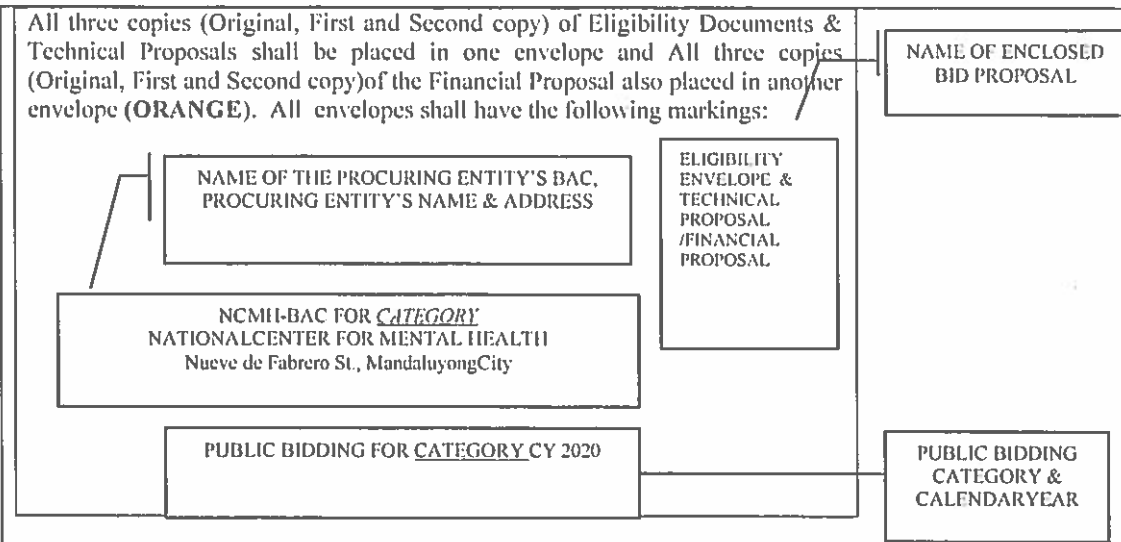 All three copies (Original, First and Second copy) of Eligibility Documents &
Technical Proposals shall be placed in one envelope and All three copies
(Original, First and Second copy)of the Financial Proposal also placed in another
envelope (ORANGE). All envelopes shall have the following markings:
NAME OF ENCLOSED
BID PROPOSAL
NAME OF THE PROCURING ENTITY'S BAC,
PROCURING ENTITY'S NAME & ADDRESS
ELIGIBILITY
ENVELOPE &
TECHNICAL
PROPOSAL
/FINANCIAL
PROPOSAL
NCMH-BAC FOR CATEGORY
NATIONALCENTER FOR MENTAL HEALTH
Nueve de Fabrero St., MandaluyongCity
PUBLIC BIDDING FOR CATEGORY CY 2020
PUBLIC BIDDING
CATEGORY &
CALENDARYEAR